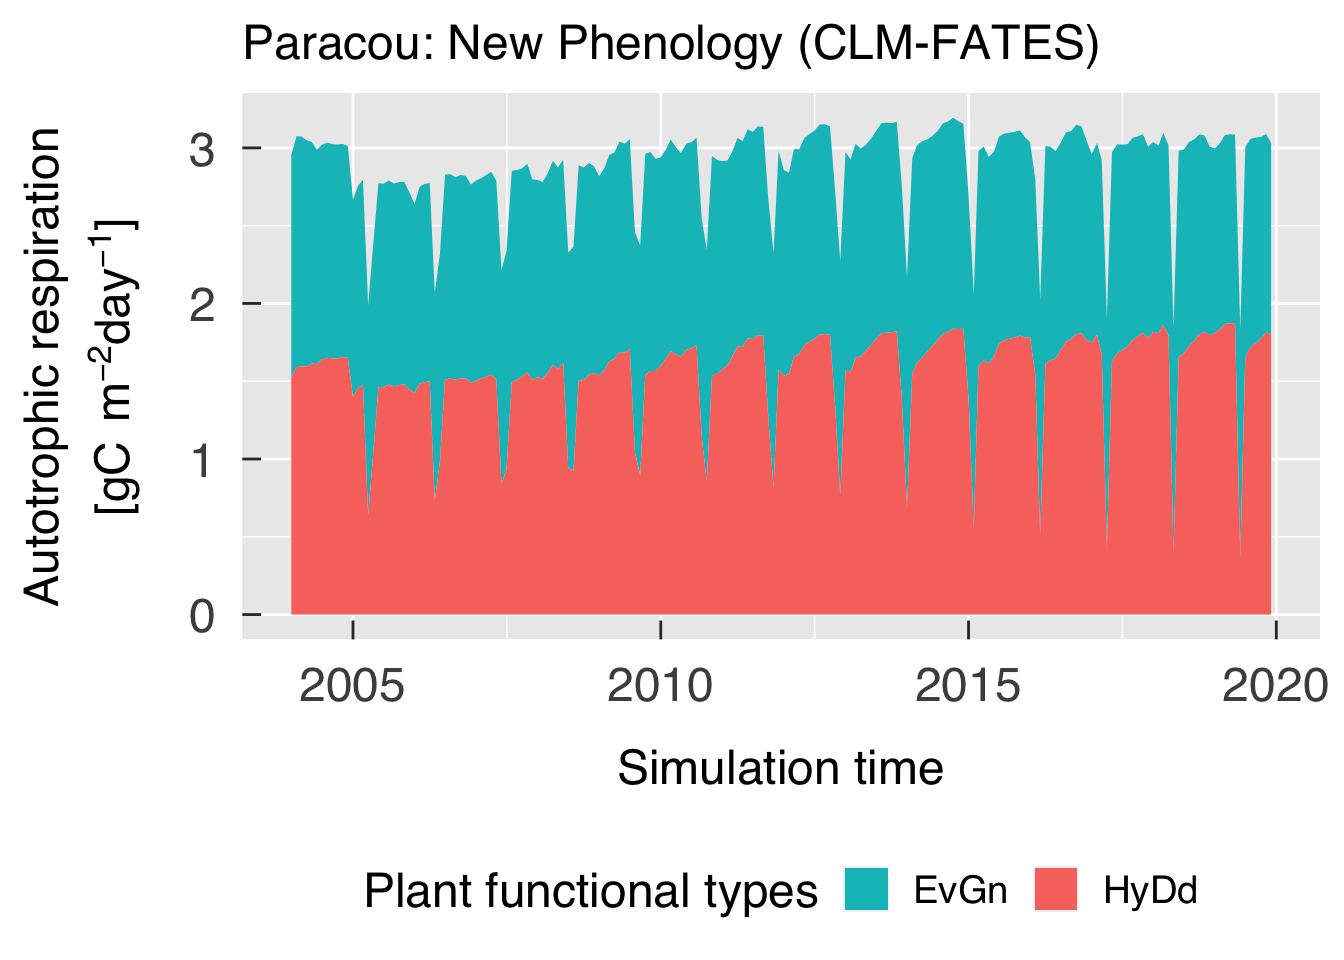 Paracou: New Phenology (CLM-FATES)
Autotrophic respiration
[gC m⁻²day⁻¹]
3
2
1
0
2005 2010 2015 2020
Simulation time
Plant functional types EvGn HyDd